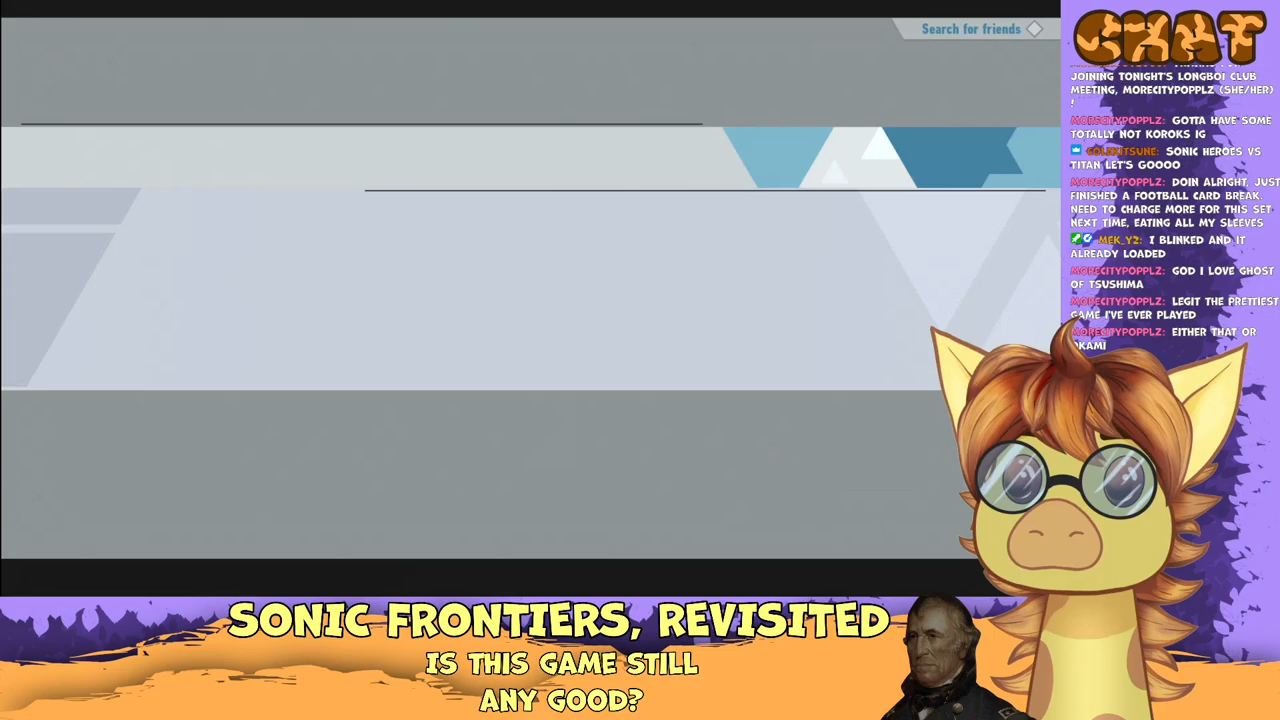 Search for friends
CHAT
JOINING TONIGHT'S LONGBOI CLUB
MEETING, MORECITYPOPPLZ (SHE/HER)
!
MORECITYPOPPLZ: GOTTA HAVE SOME
TOTALLY NOT KOROKS IG
GOLDKITSUNE: SONIC HEROES VS
TITAN LET'S GOOOO
MORECITYPOPPLZ: DOIN ALRIGHT, JUST
FINISHED A FOOTBALL CARD BREAK.
NEED TO CHARGE MORE FOR THIS SET
NEXT TIME, EATING ALL MY SLEEVES
MEK_YZ: I BLINKED AND IT
ALREADY LOADED
MORECITYPOPPLZ: GOD I LOVE GHOST
OF TSUSHIMA
MORECITYPOPPLZ: LEGIT THE PRETTIEST
GAME I'VE EVER PLAYED
MORECITYPOPPLZ: EITHER THAT OR
OKAMI
SONIC FRONTIERS, REVISITED
IS THIS GAME STILL
ANY GOOD?